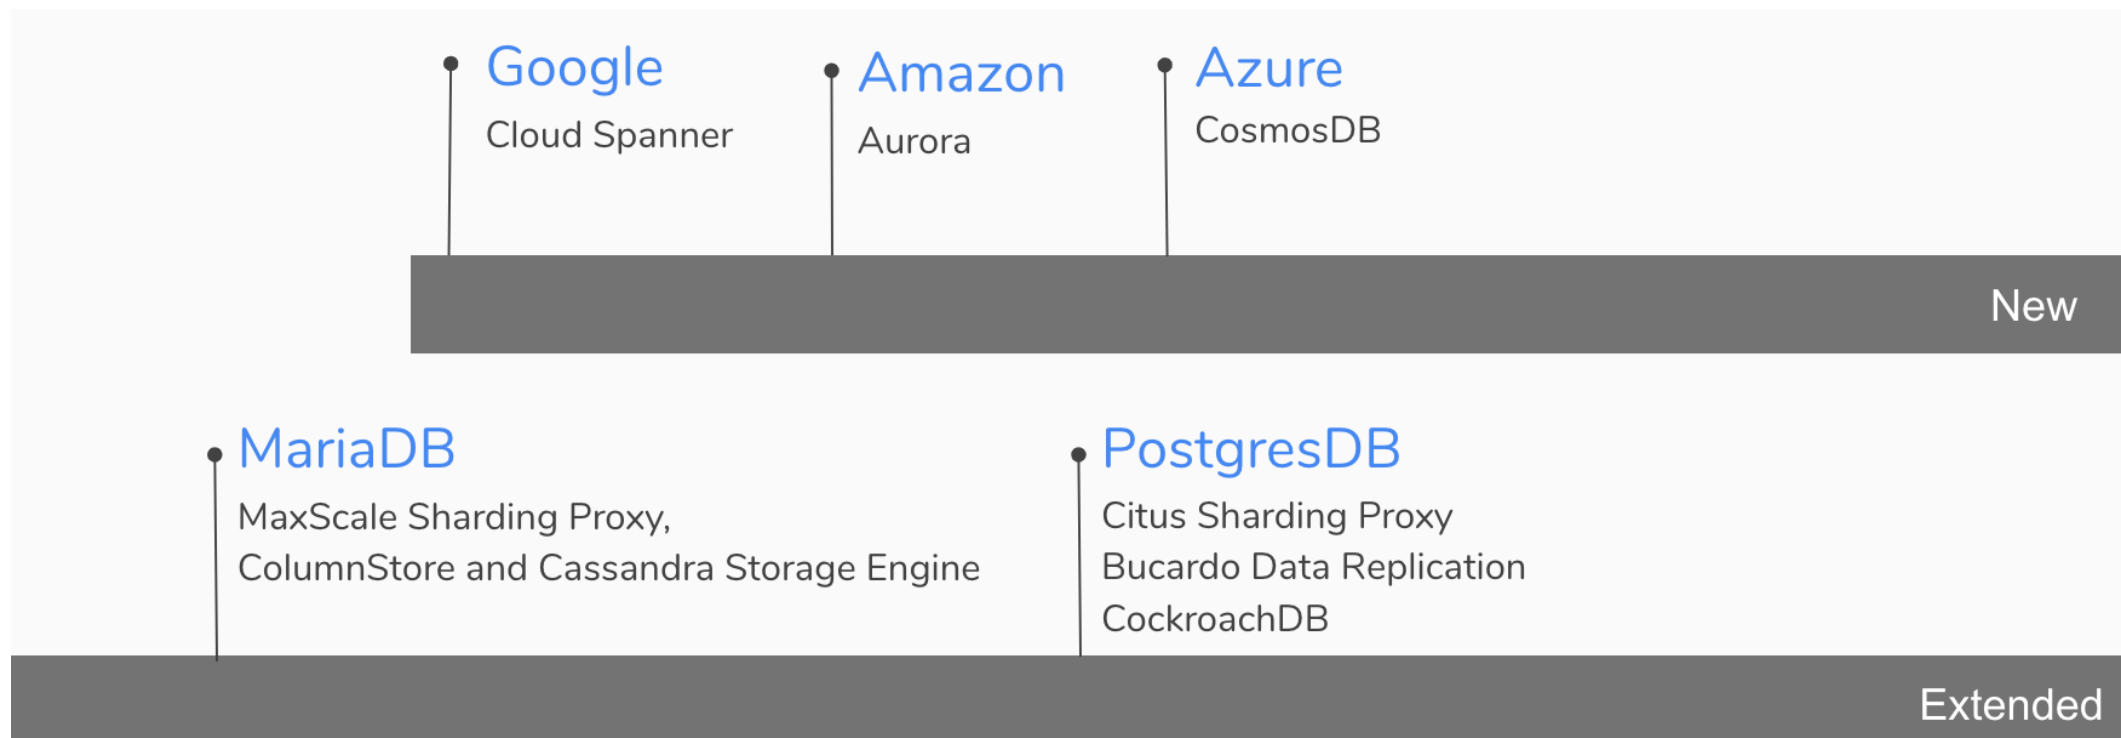 Google
Cloud Spanner
Amazon
Aurora
Azure
CosmosDB
New
MariaDB
MaxScale Sharding Proxy,
ColumnStore and Cassandra Storage Engine
PostgresDB
Citus Sharding Proxy
Bucardo Data Replication
CockroachDB
Extended